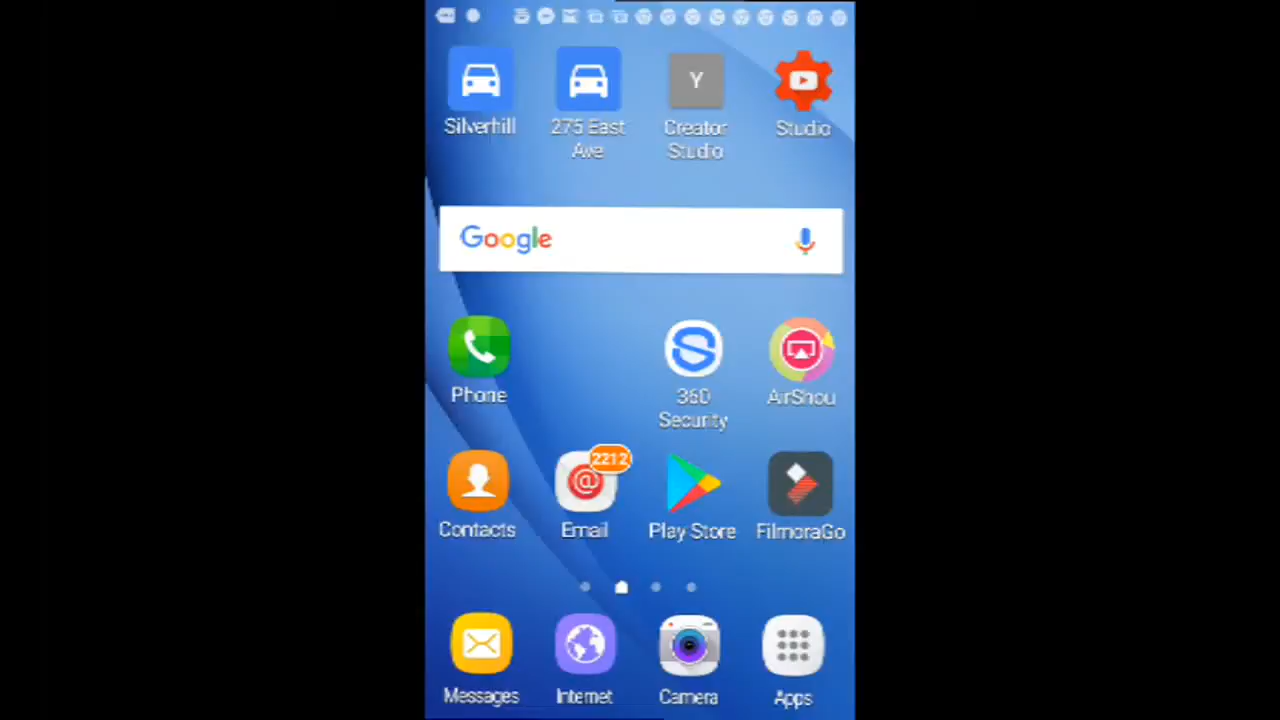 Silverhill
275 East
Ave
Y
Creator
Studio
Studio
Google
Phone
360
Security
AirShou
Contacts
2212
@
Email
Play Store
FilmoraGo
Messages
Internet
Camera
Apps